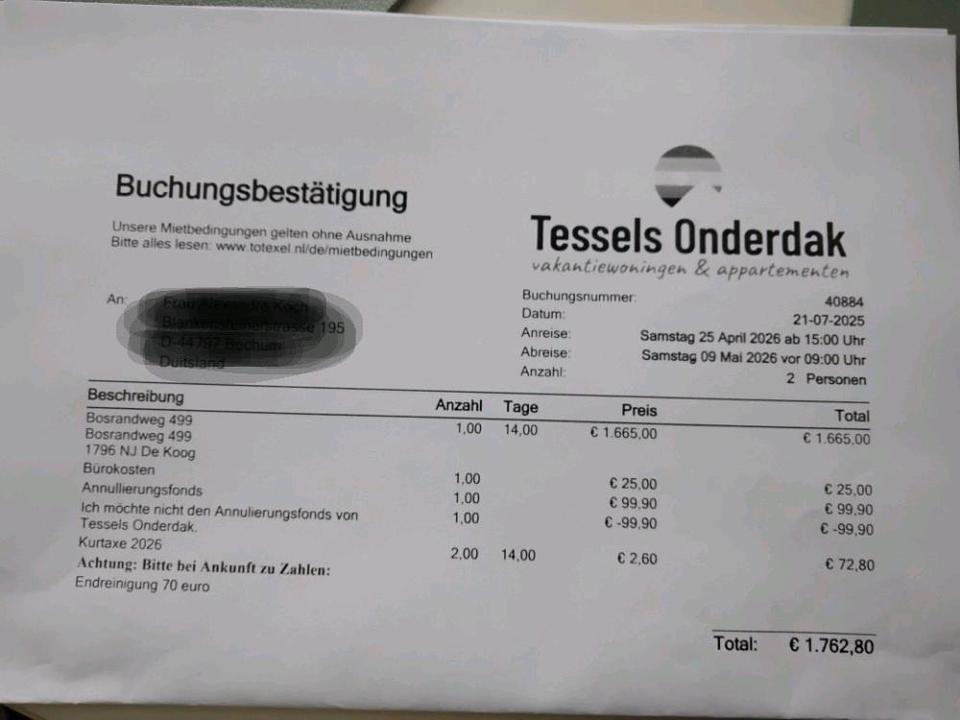 Buchungsbestätigung
Unsere Mietbedingungen gelten ohne Ausnahme
Bitte alles lesen: www.totexel.nl/de/mietbedingungen
Tessels Onderdak
vakantiewoningen & appartementen
An:
195
Buchungsnummer: 40884
Datum: 21-07-2025
Anreise: Samstag 25 April 2026 ab 15:00 Uhr
Abreise: Samstag 09 Mai 2026 vor 09:00 Uhr
Anzahl: 2 Personen
Beschreibung Anzahl Tage Preis Total
Bosrandweg 499 1,00 14,00 € 1.665,00 € 1.665,00
Bosrandweg 499
1796 NJ De Koog
Bürokosten 1,00 € 25,00 € 25,00
Annullierungsfonds 1,00 € 99,90 € 99,90
Ich möchte nicht den Annulierungsfonds von 1,00 € -99,90 € -99,90
Tessels Onderdak.
Kurtaxe 2026 2,00 14,00 € 2,60 € 72,80
Achtung: Bitte bei Ankunft zu Zahlen:
Endreinigung 70 euro
Total: € 1.762,80